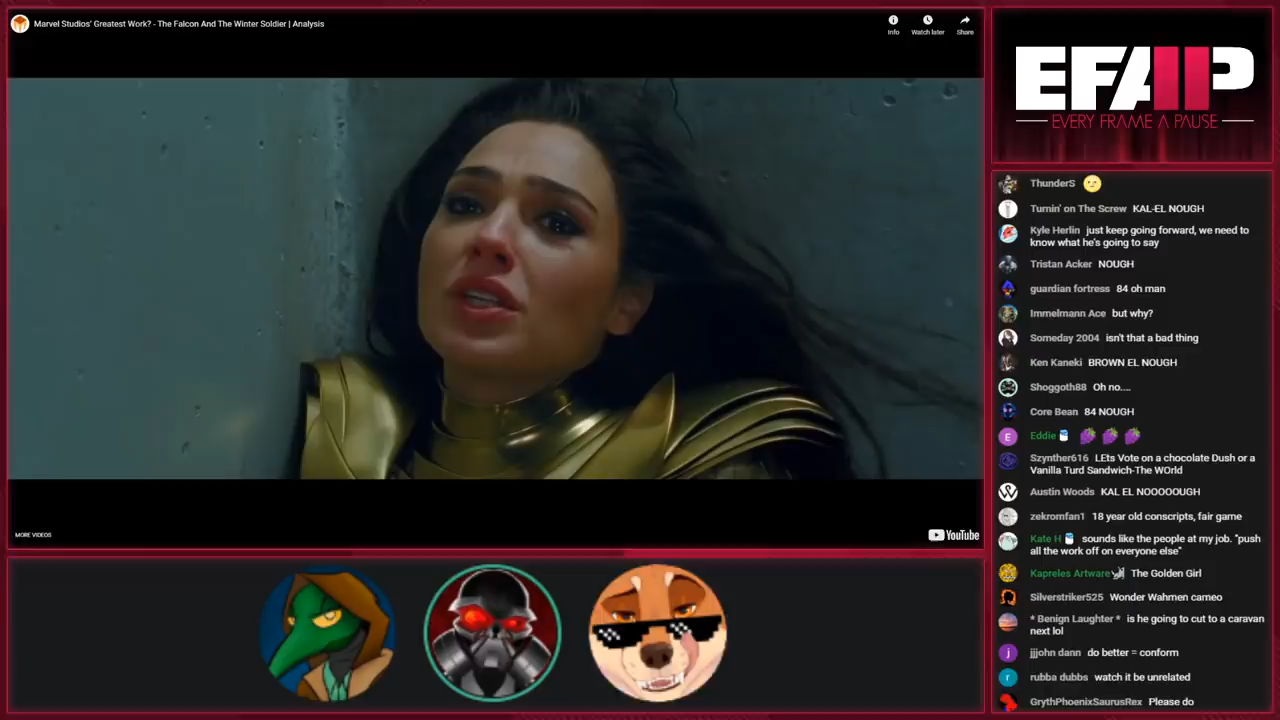 Marvel Studios' Greatest Work? - The Falcon And The Winter Soldier | Analysis
Info
Watch later
Share
MORE VIDEOS
YouTube
EFAP
EVERY FRAME A PAUSE
ThunderS
Turnin' on The Screw KAL-EL NOUGH
Kyle Herlin just keep going forward, we need to
know what he's going to say
Tristan Acker NOUGH
guardian fortress 84 oh man
Immelmann Ace but why?
Someday 2004 isn't that a bad thing
Ken Kaneki BROWN EL NOUGH
Shoggoth88 Oh no....
Core Bean 84 NOUGH
E Eddie
Szynther616 LEts Vote on a chocolate Dush or a
Vanilla Turd Sandwich-The WOrld
Austin Woods KAL EL NOOOOOUGH
zekromfan1 18 year old conscripts, fair game
Kate H sounds like the people at my job. "push
all the work off on everyone else"
Kapreles Artware The Golden Girl
Silverstriker525 Wonder Wahmen cameo
* Benign Laughter * is he going to cut to a caravan
next lol
j jjjohn dann do better = conform
r rubba dubbs watch it be unrelated
GrythPhoenixSaurusRex Please do